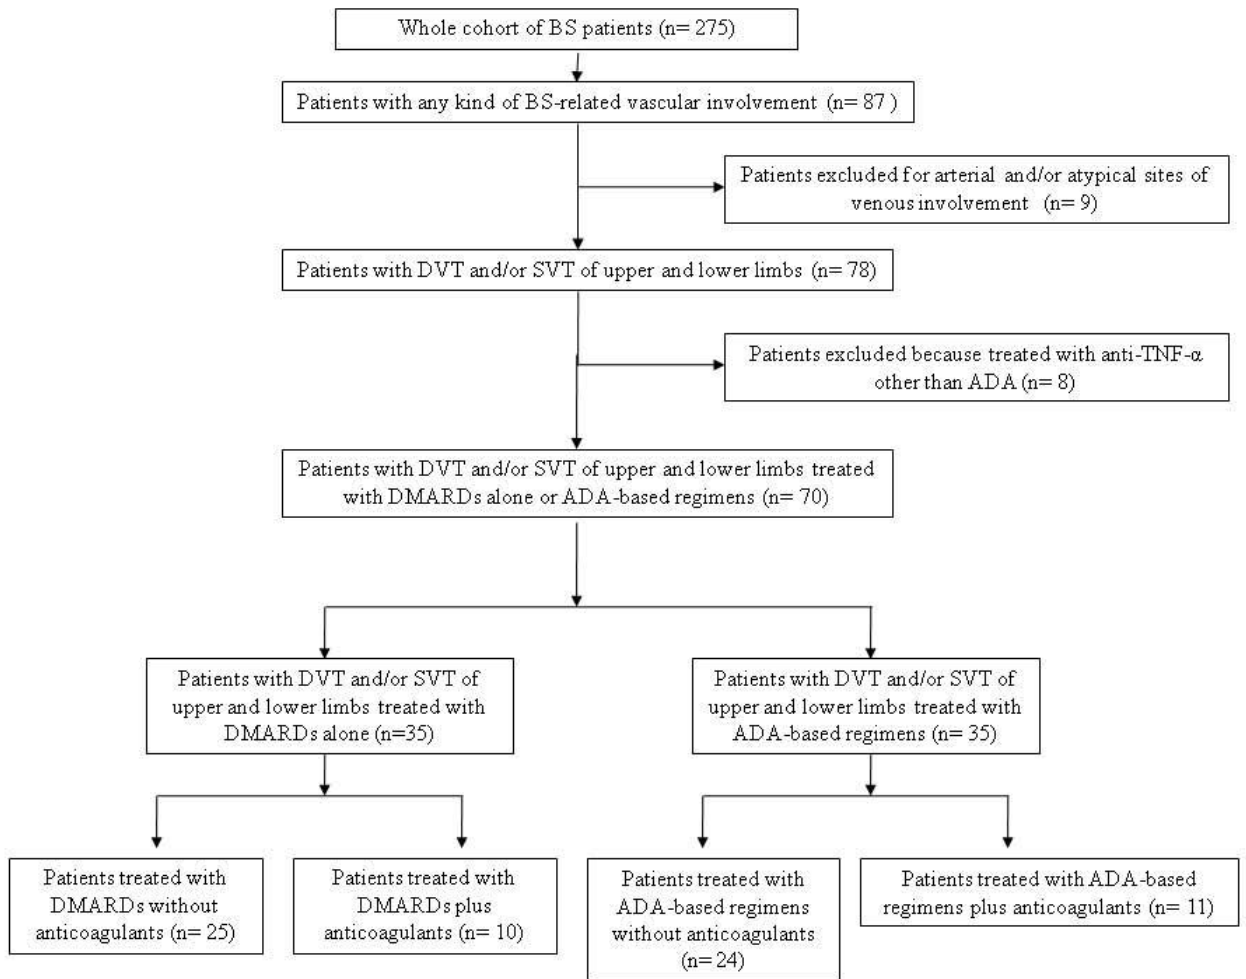 Whole cohort of BS patients (n= 275)
Patients with any kind of BS-related vascular involvement (n= 87 )
Patients excluded for arterial and/or atypical sites of
venous involvement (n= 9)
Patients with DVT and/or SVT of upper and lower limbs (n= 78)
Patients excluded because treated with anti-TNF-α
other than ADA (n= 8)
Patients with DVT and/or SVT of upper and lower limbs treated
with DMARDs alone or ADA-based regimens (n= 70)
Patients with DVT and/or SVT of
upper and lower limbs treated with
DMARDs alone (n=35)
Patients with DVT and/or SVT of
upper and lower limbs treated with
ADA-based regimens (n= 35)
Patients treated with
DMARDs without
anticoagulants (n= 25)
Patients treated with
DMARDs plus
anticoagulants (n= 10)
Patients treated with
ADA-based regimens
without anticoagulants
(n= 24)
Patients treated with ADA-based
regimens plus anticoagulants (n= 11)